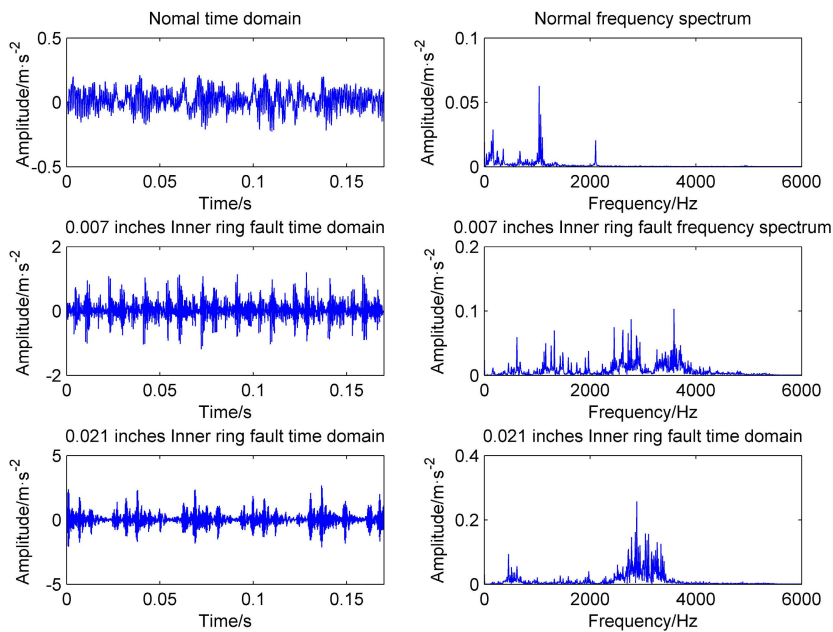 Nomal time domain
Normal frequency spectrum
0.5
0
-0.5
Amplitude/m·s-2
0 0.05 0.1 0.15
Time/s
0.1
0.05
0
Amplitude/m·s-2
0 2000 4000 6000
Frequency/Hz
0.007 inches Inner ring fault time domain
0.007 inches Inner ring fault frequency spectrum
2
0
-2
Amplitude/m·s-2
0 0.05 0.1 0.15
Time/s
0.2
0.1
0
Amplitude/m·s-2
0 2000 4000 6000
Frequency/Hz
0.021 inches Inner ring fault time domain
0.021 inches Inner ring fault time domain
5
0
-5
Amplitude/m·s-2
0 0.05 0.1 0.15
Time/s
0.4
0.2
0
Amplitude/m·s-2
0 2000 4000 6000
Frequency/Hz